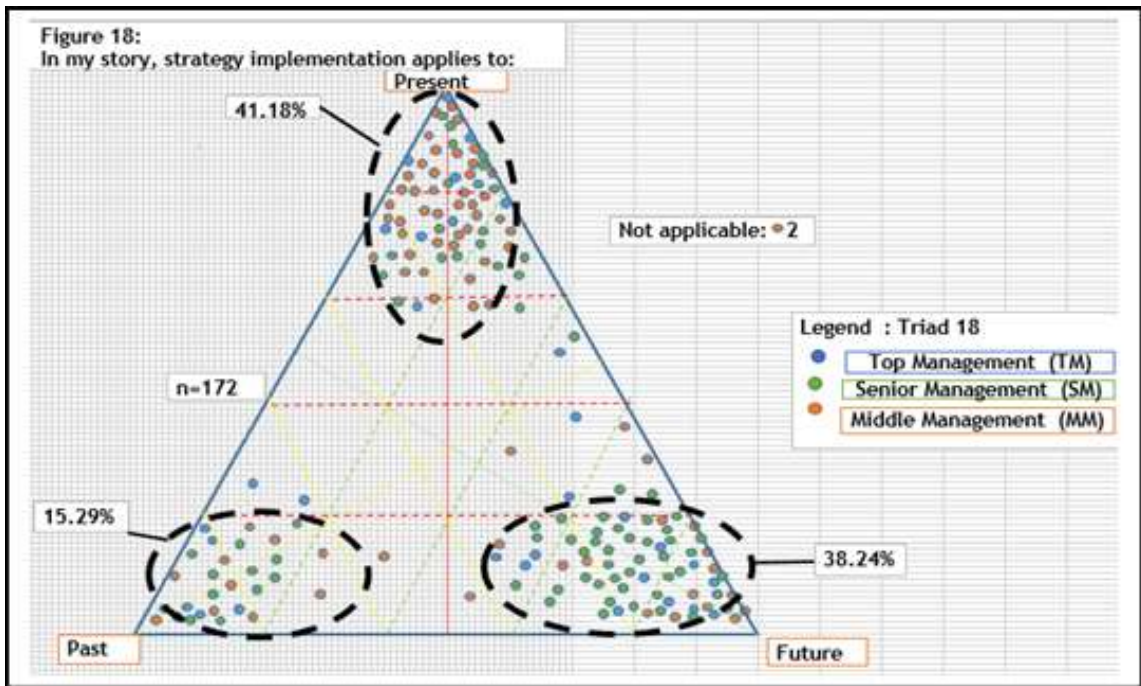 Figure 18:
In my story, strategy implementation applies to:
Present
41.18%
Not applicable: 2
Legend : Triad 18
Top Management (TM)
n=172
Senior Management (SM)
Middle Management (MM)
15.29%
38.24%
Past
Future